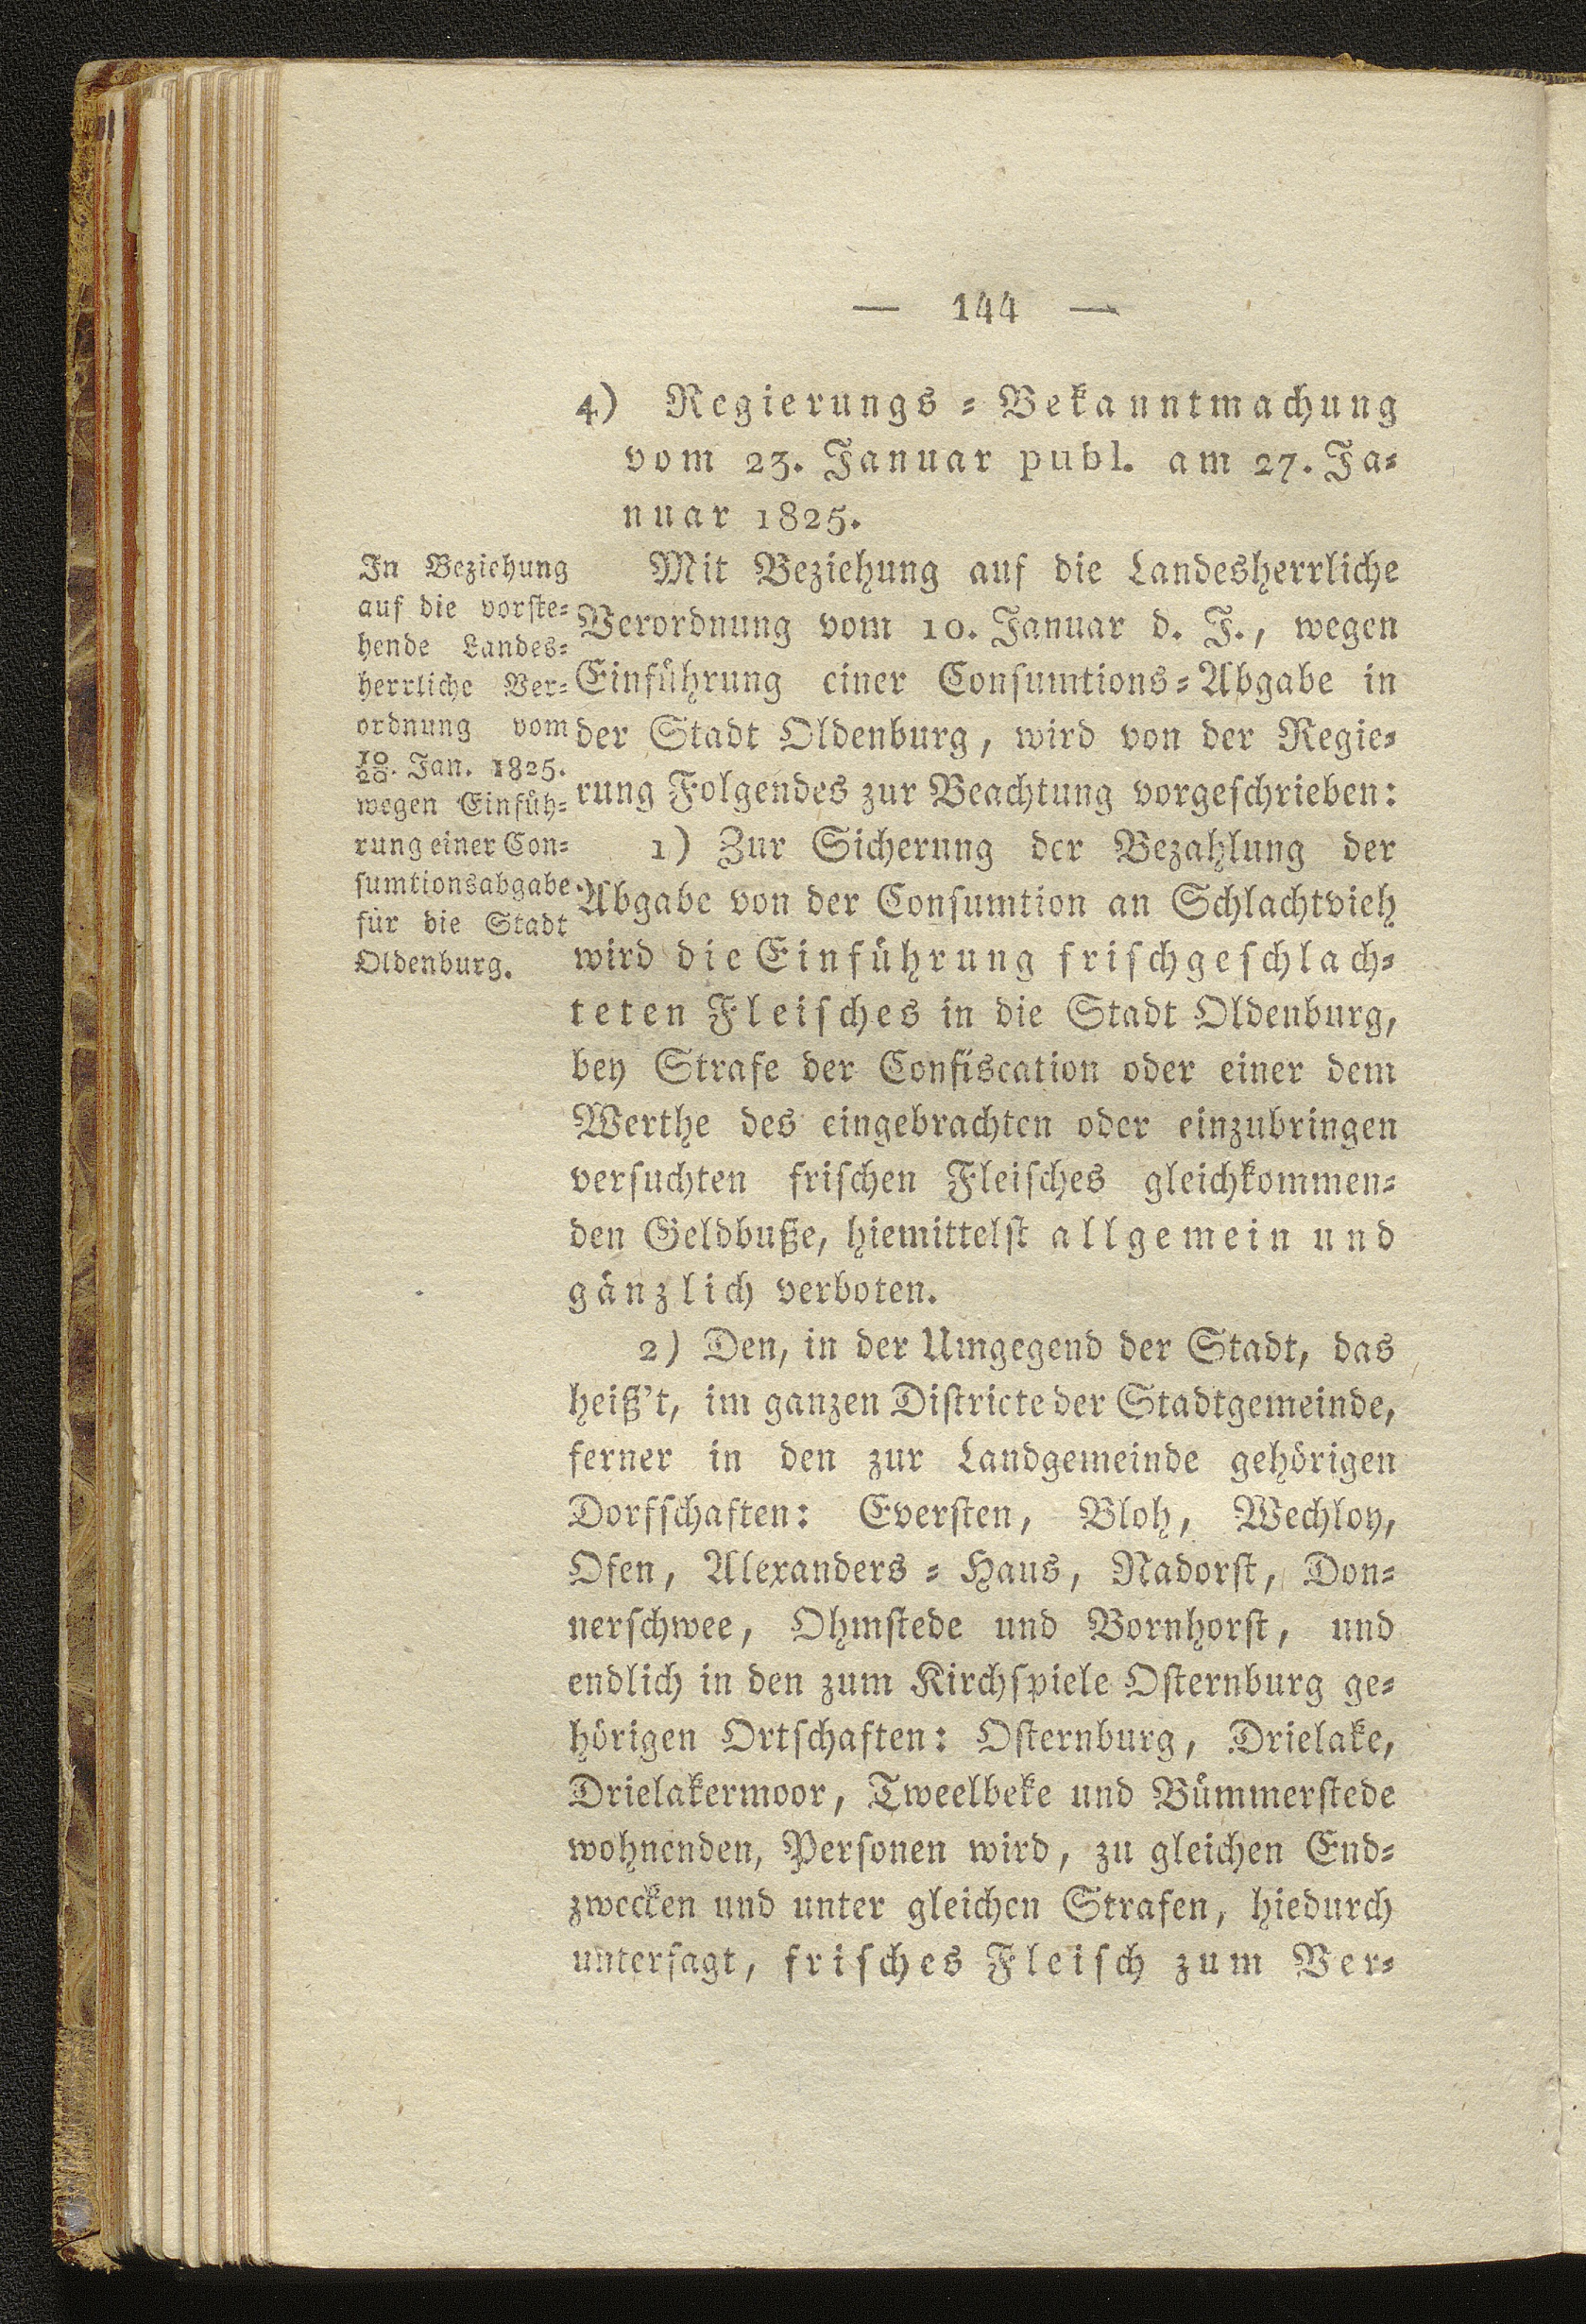 — 144 —
4) Regierungs-Bekanntmachung
vom 23. Januar publ. am 27. Ja-
nuar 1825.
In Beziehung
auf die vorste-
hende Landes-
herrliche Ver-
ordnung vom
10/20. Jan. 1825.
wegen Einfüh-
rung einer Con-
sumtionsabgabe
für die Stadt
Oldenburg.
Mit Beziehung auf die Landesherrliche
Verordnung vom 10. Januar d. J., wegen
Einführung einer Consumtions-Abgabe in
der Stadt Oldenburg, wird von der Regie-
rung Folgendes zur Beachtung vorgeschrieben:
1) Zur Sicherung der Bezahlung der
Abgabe von der Consumtion an Schlachtvieh
wird die Einführung frischgeschlach-
teten Fleisches in die Stadt Oldenburg,
bey Strafe der Confiscation oder einer dem
Werthe des eingebrachten oder einzubringen
versuchten frischen Fleisches gleichkommen-
den Geldbuße, hiemittelst allgemein und
gänzlich verboten.
2) Den, in der Umgegend der Stadt, das
heiß't, im ganzen Districte der Stadtgemeinde,
ferner in den zur Landgemeinde gehörigen
Dorfschaften: Eversten, Bloh, Wechloy,
Ofen, Alexanders-Haus, Nadorst, Don-
nerschwee, Ohmstede und Bornhorst, und
endlich in den zum Kirchspiele Osternburg ge-
hörigen Ortschaften: Osternburg, Drielake,
Drielakermoor, Tweelbeke und Bümmerstede
wohnenden, Personen wird, zu gleichen End-
zwecken und unter gleichen Strafen, hiedurch
untersagt, frisches Fleisch zum Ver-